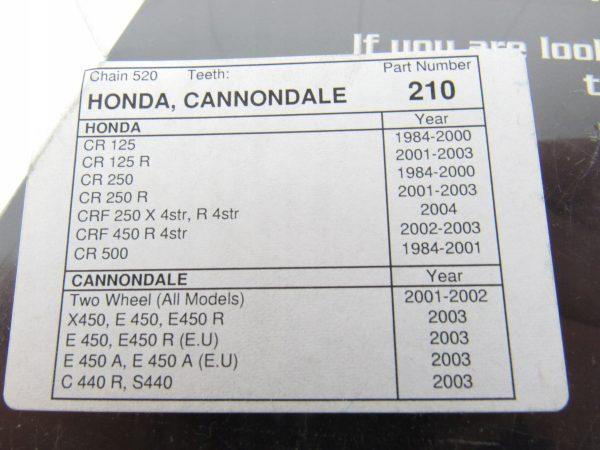 If you are loo
t
Chain 520 Teeth: Part Number
HONDA, CANNONDALE 210
HONDA Year
CR 125 1984-2000
CR 125 R 2001-2003
CR 250 1984-2000
CR 250 R 2001-2003
CRF 250 X 4str, R 4str 2004
CRF 450 R 4str 2002-2003
CR 500 1984-2001
CANNONDALE Year
Two Wheel (All Models) 2001-2002
X450, E 450, E450 R 2003
E 450, E450 R (E.U) 2003
E 450 A, E 450 A (E.U) 2003
C 440 R, S440 2003